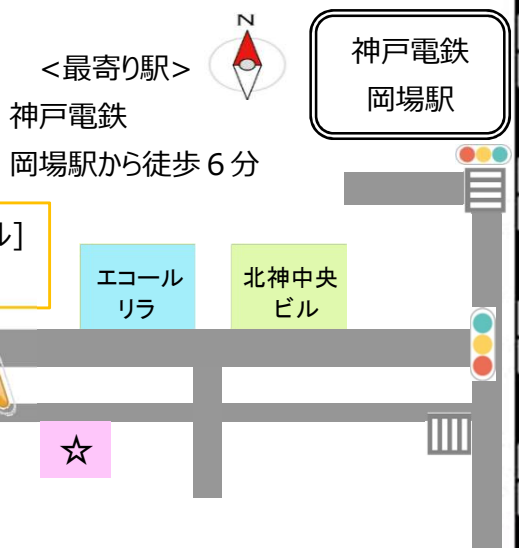 N
<最寄り駅>
神戸電鉄
岡場駅から徒歩６分
神戸電鉄
岡場駅
ル]
エコール
リラ
北神中央
ビル
☆